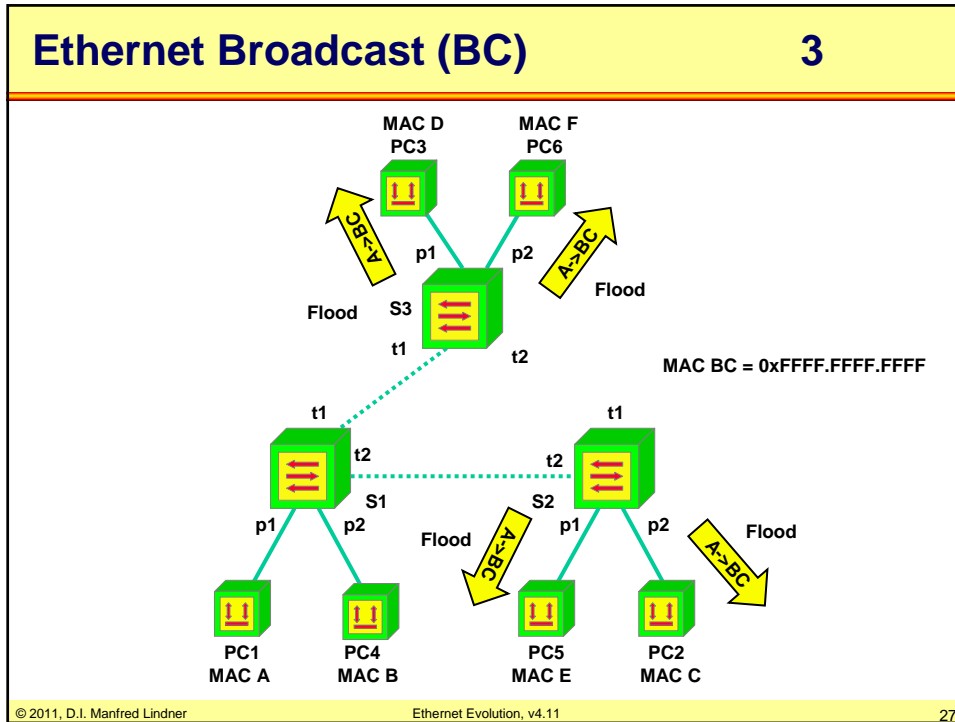 Ethernet Broadcast (BC) 3
MAC D
PC3
MAC F
PC6
A->BC
A->BC
p1
p2
Flood
Flood
S3
t1
t2
MAC BC = 0xFFFF.FFFF.FFFF
t1
t1
t2
t2
S1
S2
p1
p2
p1
p2
Flood
A->BC
A->BC
Flood
PC1
MAC A
PC4
MAC B
PC5
MAC E
PC2
MAC C
© 2011, D.I. Manfred Lindner
Ethernet Evolution, v4.11
27